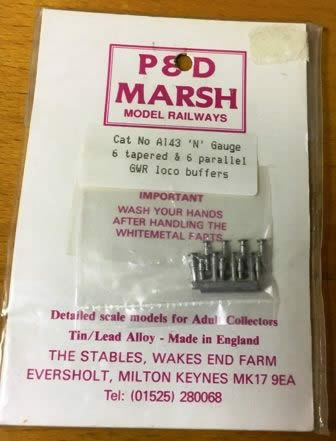 P&D
MARSH
MODEL RAILWAYS
Cat No A143 'N' Gauge
6 tapered & 6 parallel
GWR loco buffers
IMPORTANT
WASH YOUR HANDS
AFTER HANDLING THE
WHITEMETAL PARTS
Detailed scale models for Adult Collectors
Tin/Lead Alloy - Made in England
THE STABLES, WAKES END FARM
EVERSHOLT, MILTON KEYNES MK17 9EA
Tel: (01525) 280068